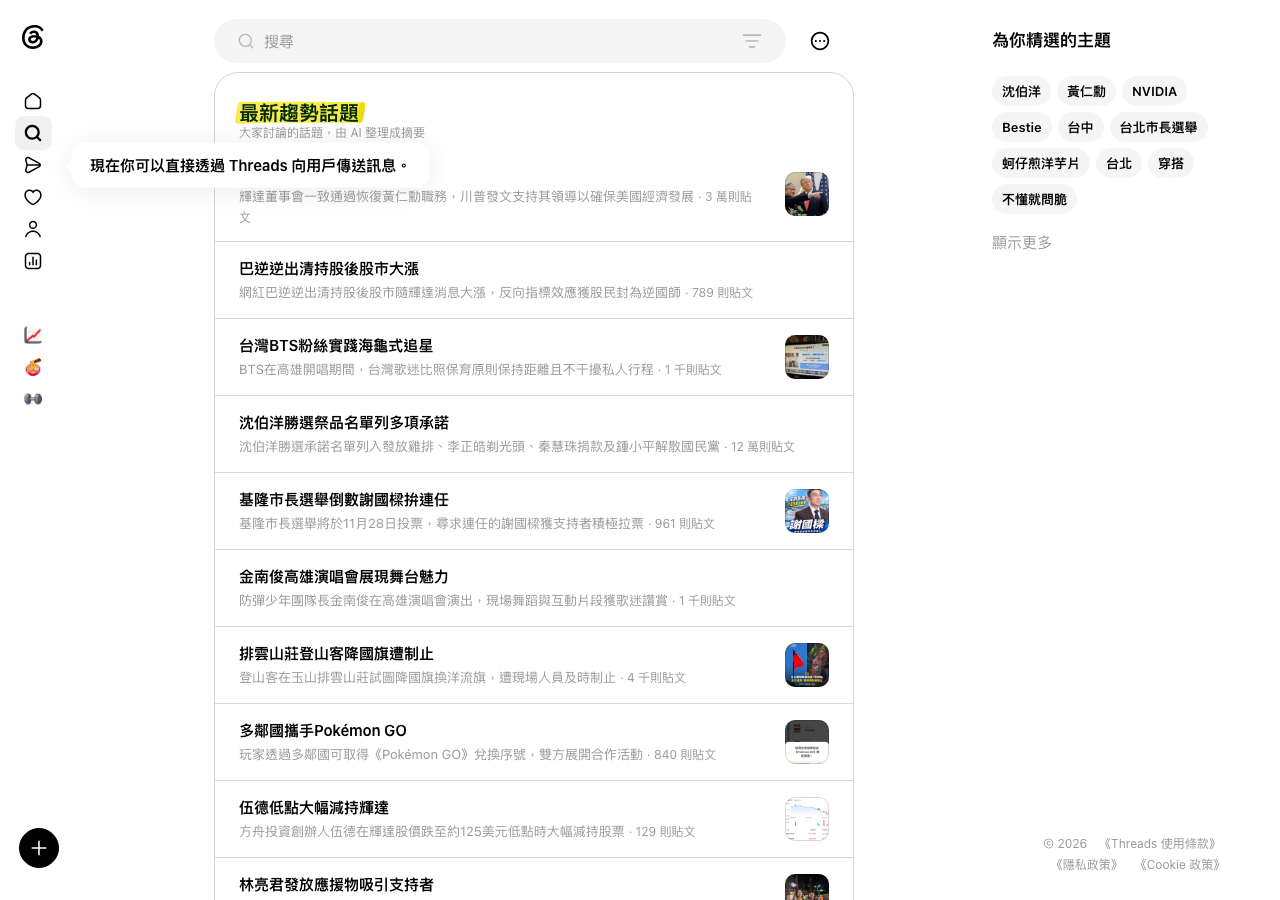 搜尋
最新趨勢話題
大家討論的話題，由 AI 整理成摘要
現在你可以直接透過 Threads 向用戶傳送訊息。
輝達董事會一致通過恢復黃仁勳職務，川普發文支持其領導以確保美國經濟發展 · 3 萬則貼
文
巴逆逆出清持股後股市大漲
網紅巴逆逆出清持股後股市隨輝達消息大漲，反向指標效應獲股民封為逆國師 · 789 則貼文
台灣BTS粉絲實踐海龜式追星
BTS在高雄開唱期間，台灣歌迷比照保育原則保持距離且不干擾私人行程 · 1 千則貼文
沈伯洋勝選祭品名單列多項承諾
沈伯洋勝選承諾名單列入發放雞排、李正皓剃光頭、秦慧珠捐款及鍾小平解散國民黨 · 12 萬則貼文
基隆市長選舉倒數謝國樑拚連任
基隆市長選舉將於11月28日投票，尋求連任的謝國樑獲支持者積極拉票 · 961 則貼文
謝國樑
金南俊高雄演唱會展現舞台魅力
防彈少年團隊長金南俊在高雄演唱會演出，現場舞蹈與互動片段獲歌迷讚賞 · 1 千則貼文
排雲山莊登山客降國旗遭制止
登山客在玉山排雲山莊試圖降國旗換洋流旗，遭現場人員及時制止 · 4 千則貼文
多鄰國攜手Pokémon GO
玩家透過多鄰國可取得《Pokémon GO》兌換序號，雙方展開合作活動 · 840 則貼文
伍德低點大幅減持輝達
方舟投資創辦人伍德在輝達股價跌至約125美元低點時大幅減持股票 · 129 則貼文
林亮君發放應援物吸引支持者
為你精選的主題
沈伯洋 黃仁勳 NVIDIA
Bestie 台中 台北市長選舉
蚵仔煎洋芋片 台北 穿搭
不懂就問脆
顯示更多
© 2026 《Threads 使用條款》
《隱私政策》 《Cookie 政策》